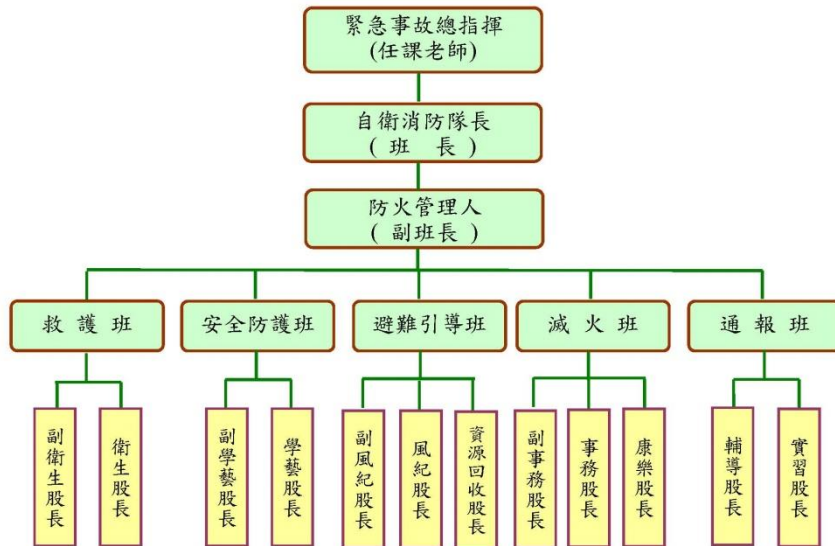 緊急事故總指揮
(任課老師)
自衛消防隊長
( 班 長 )
防火管理人
( 副班長 )
救 護 班
安全防護班
避難引導班
滅 火 班
通 報 班
副衛生股長
衛生股長
副學藝股長
學藝股長
副風紀股長
風紀股長
資源回收股長
副事務股長
事務股長
康樂股長
輔導股長
實習股長